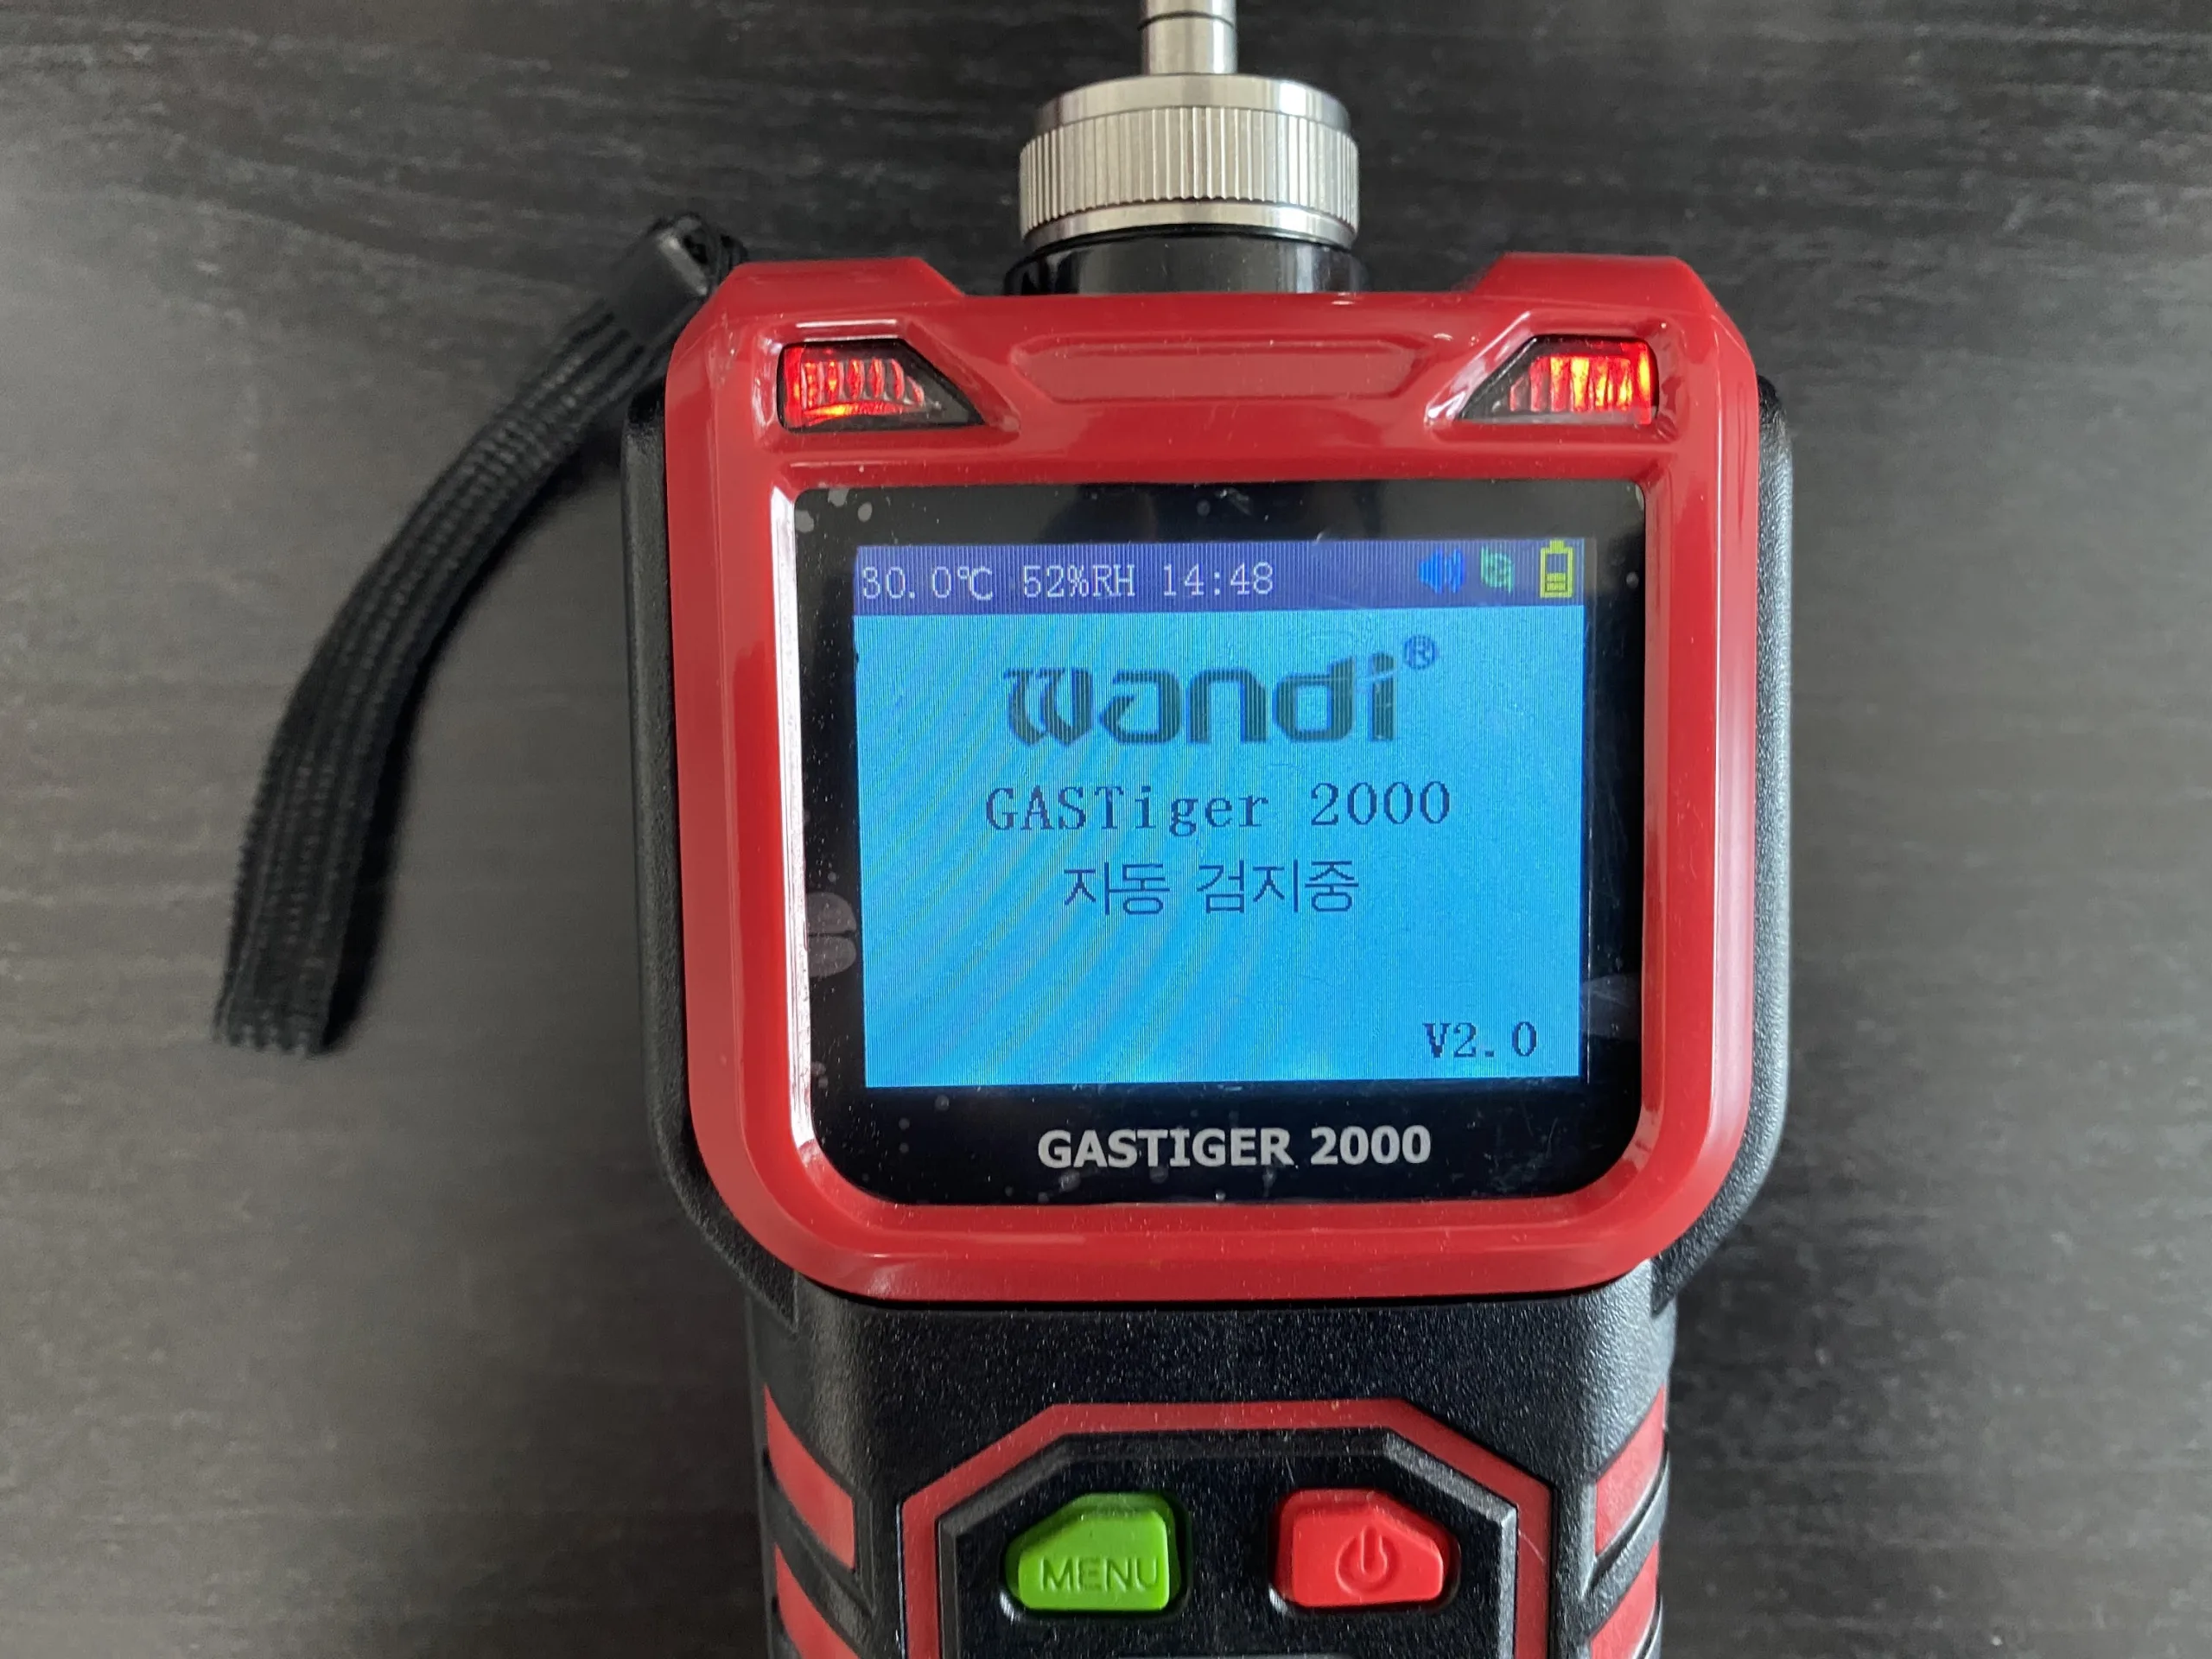 30.0℃ 52%RH 14:48
wandi®
GASTiger 2000
자동 검지중
V2.0
GASTIGER 2000
MENU